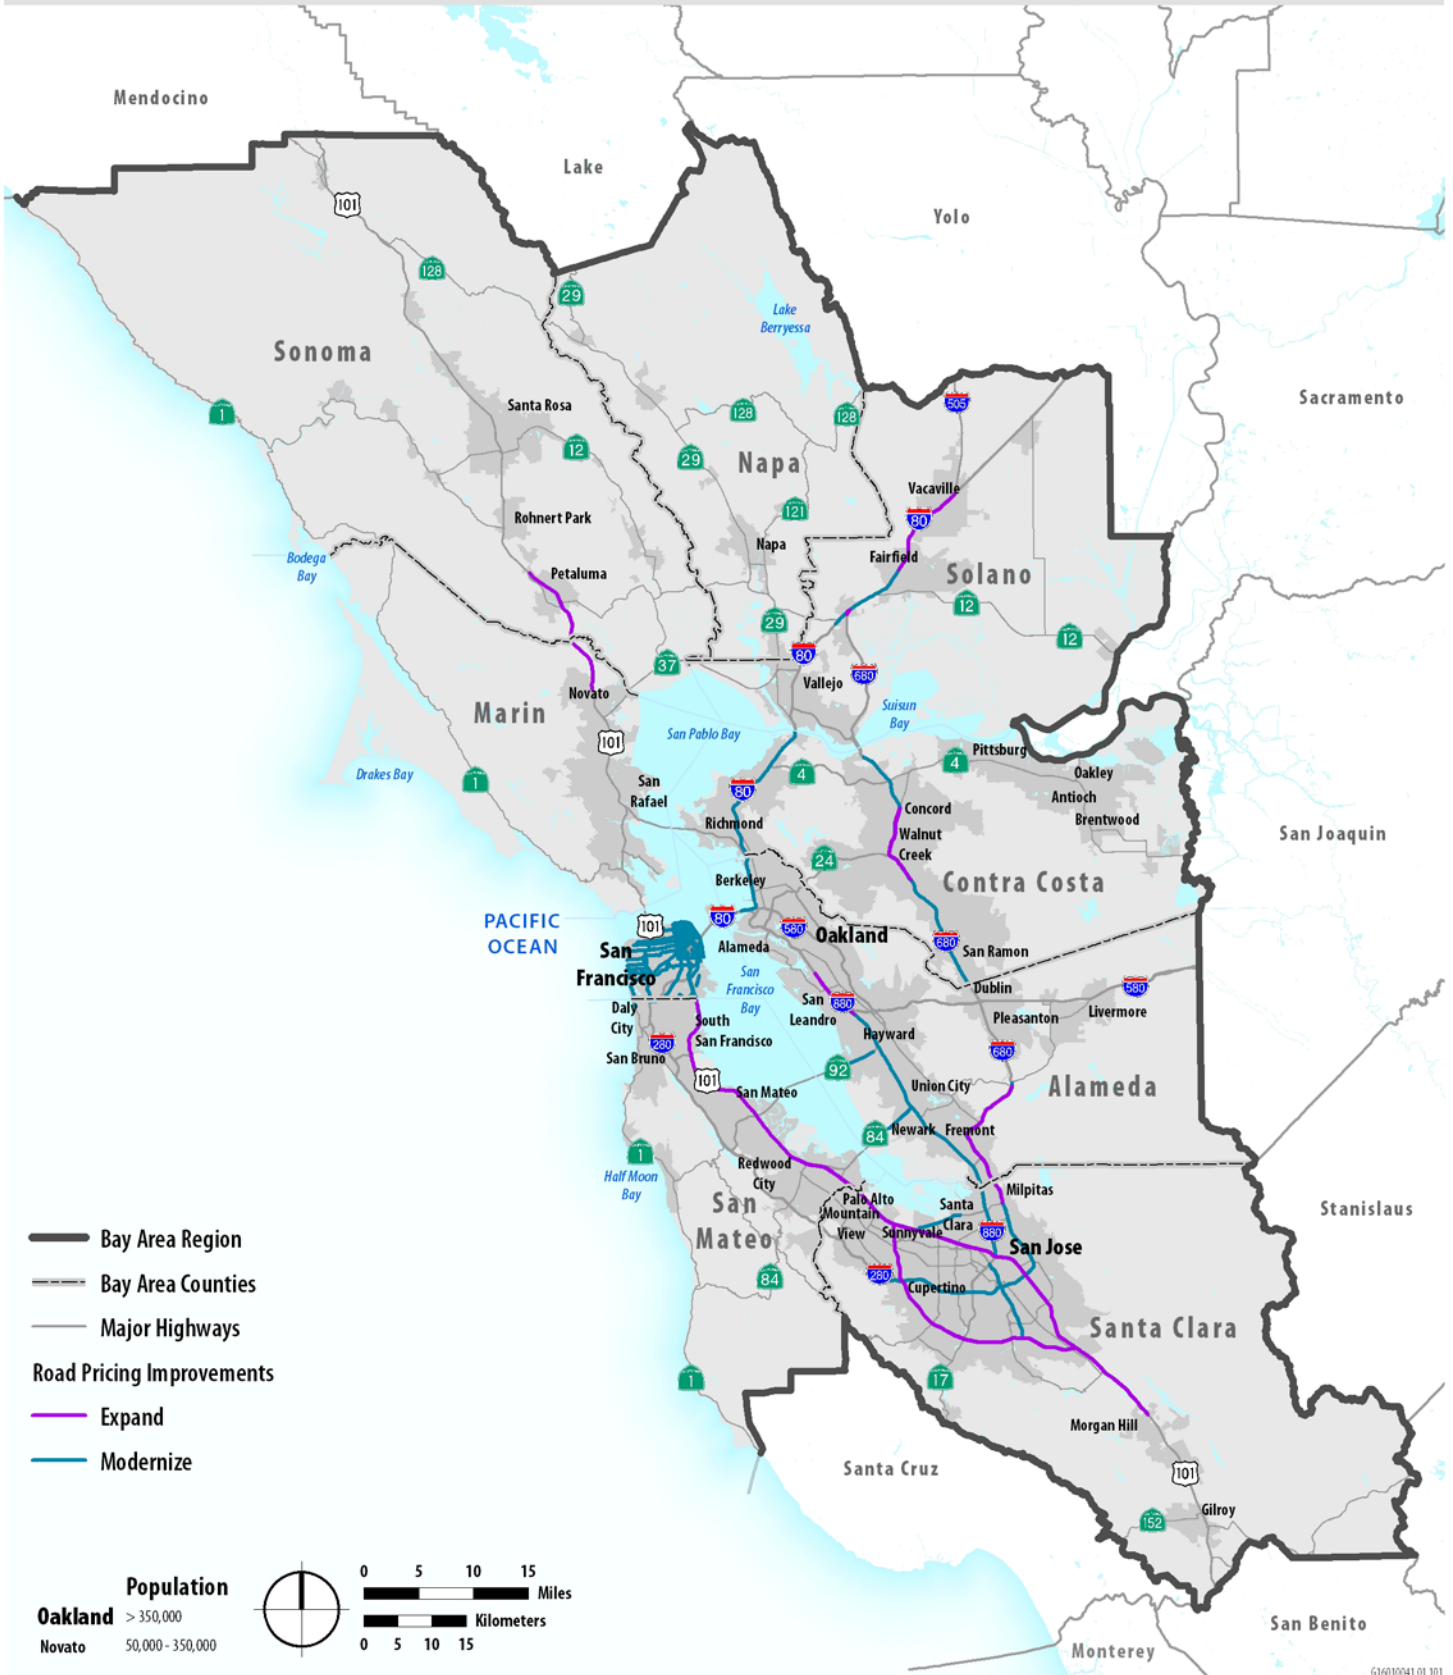 Mendocino
Lake
Yolo
101
128
29
Lake
Berryessa
Sonoma
Sacramento
505
Santa Rosa
1
128
128
12
29
Napa
Vacaville
121
80
Rohnert Park
Napa
Fairfield
Bodega
Bay
Petaluma
Solano
12
29
12
80
37
680
Vallejo
Novato
Suisun
Bay
Marin
San Pablo Bay
101
Pittsburg
4
4
Oakley
Drakes Bay
1
San
Rafael
80
Antioch
Concord
Brentwood
Richmond
Walnut
Creek
San Joaquin
24
Berkeley
Contra Costa
PACIFIC
OCEAN
101
80
580
Oakland
Alameda
680
San
Francisco
San Ramon
San
Francisco
Bay
Dublin
580
San
Leandro
880
Daly
City
South
San Francisco
Pleasanton
Livermore
Hayward
280
San Bruno
680
92
101
San Mateo
Union City
Alameda
84
Newark
Fremont
1
Half Moon
Bay
Redwood
City
Milpitas
Palo Alto
Mountain
View
Santa
Clara
San
Mateo
Sunnyvale
880
San Jose
Stanislaus
84
280
Cupertino
Santa Clara
1
17
Morgan Hill
Santa Cruz
101
Gilroy
152
San Benito
Monterey
Bay Area Region
Bay Area Counties
Major Highways
Road Pricing Improvements
Expand
Modernize
Population
Oakland > 350,000
Novato 50,000 - 350,000
0 5 10 15
Miles
Kilometers
0 5 10 15